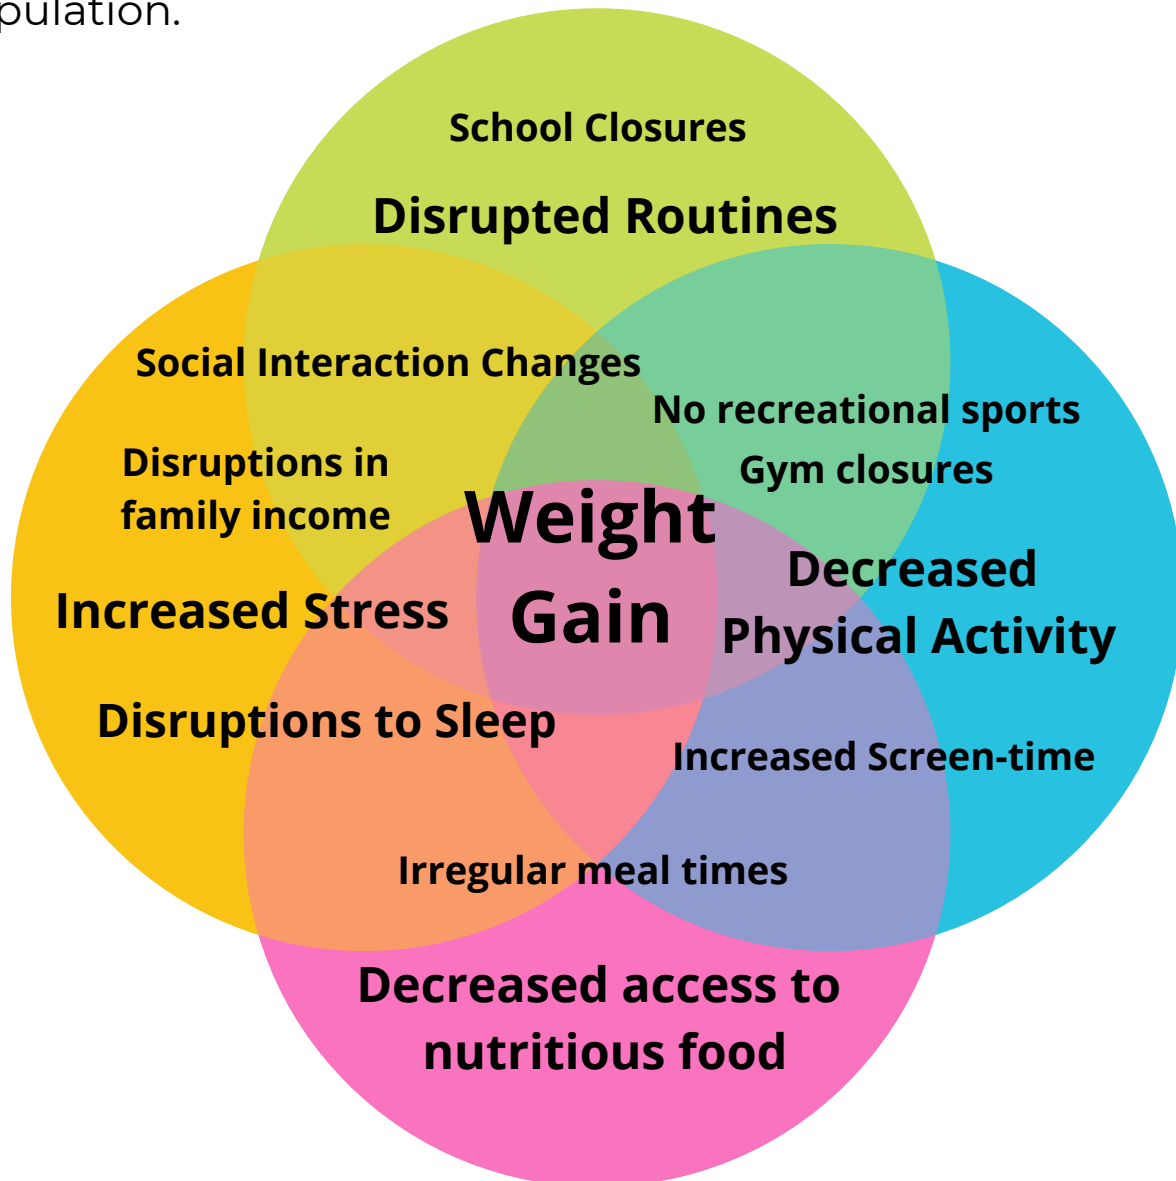 pulation.
School Closures
Disrupted Routines
Social Interaction Changes
No recreational sports
Gym closures
Disruptions in
family income
Weight
Gain
Increased Stress
Decreased
Physical Activity
Disruptions to Sleep
Increased Screen-time
Irregular meal times
Decreased access to
nutritious food